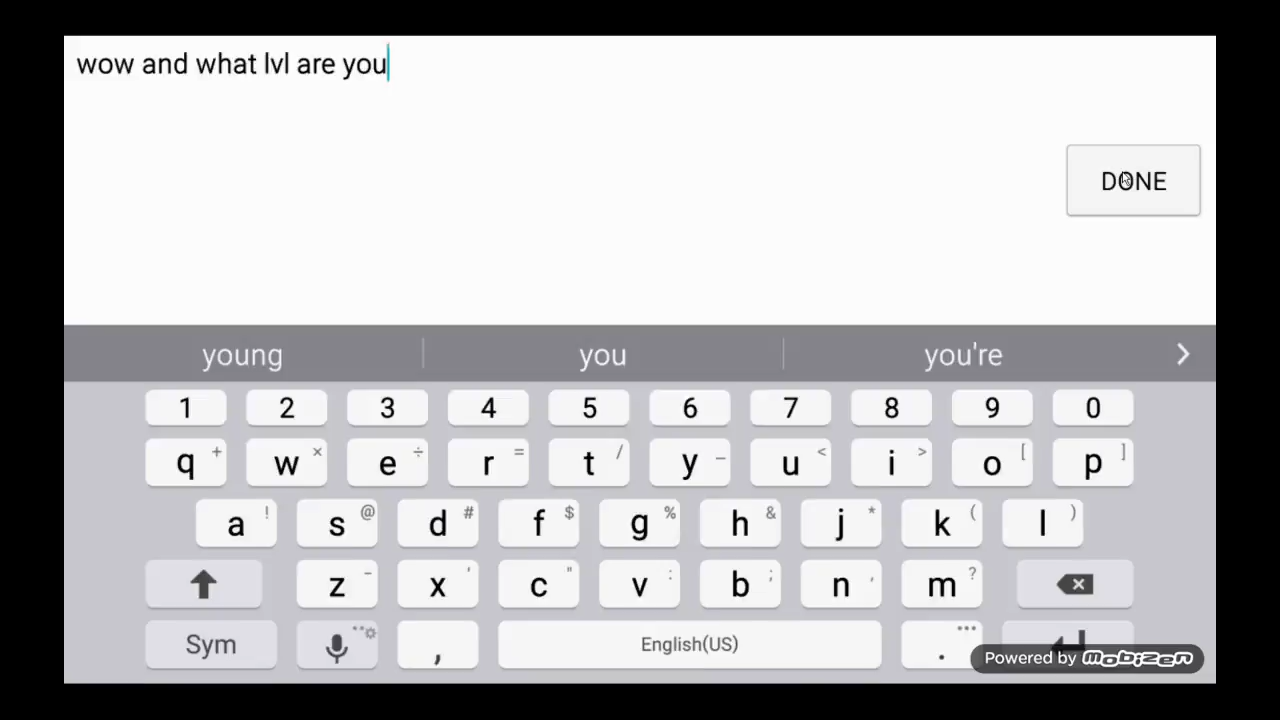 wow and what lvl are you
DONE
young you you're >
1 2 3 4 5 6 7 8 9 0
q + w × e ÷ r = t / y _ u < i > o [ p ]
a ! s @ d # f $ g % h & j * k ( l )
z - x ' c " v : b ; n , m ?
Sym , English(US) .
Powered by mobizen